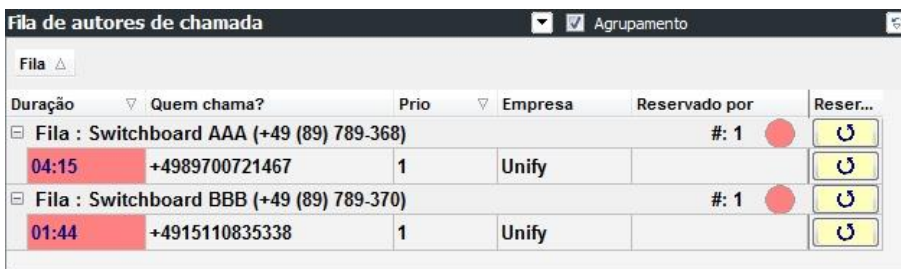 Fila de autores de chamada Agrupamento
Fila
Duração Quem chama? Prio Empresa Reservado por Reser...
Fila : Switchboard AAA (+49 (89) 789-368) #: 1
04:15 +4989700721467 1 Unify
Fila : Switchboard BBB (+49 (89) 789-370) #: 1
01:44 +4915110835338 1 Unify